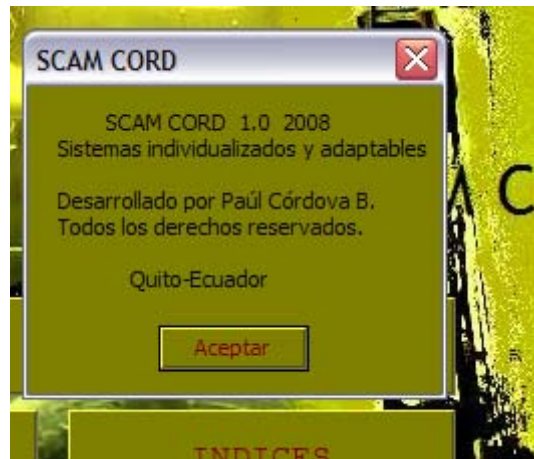 SCAM CORD
SCAM CORD 1.0 2008
Sistemas individualizados y adaptables
Desarrollado por Paúl Córdova B.
Todos los derechos reservados.
Quito-Ecuador
Aceptar
A C
INDICES